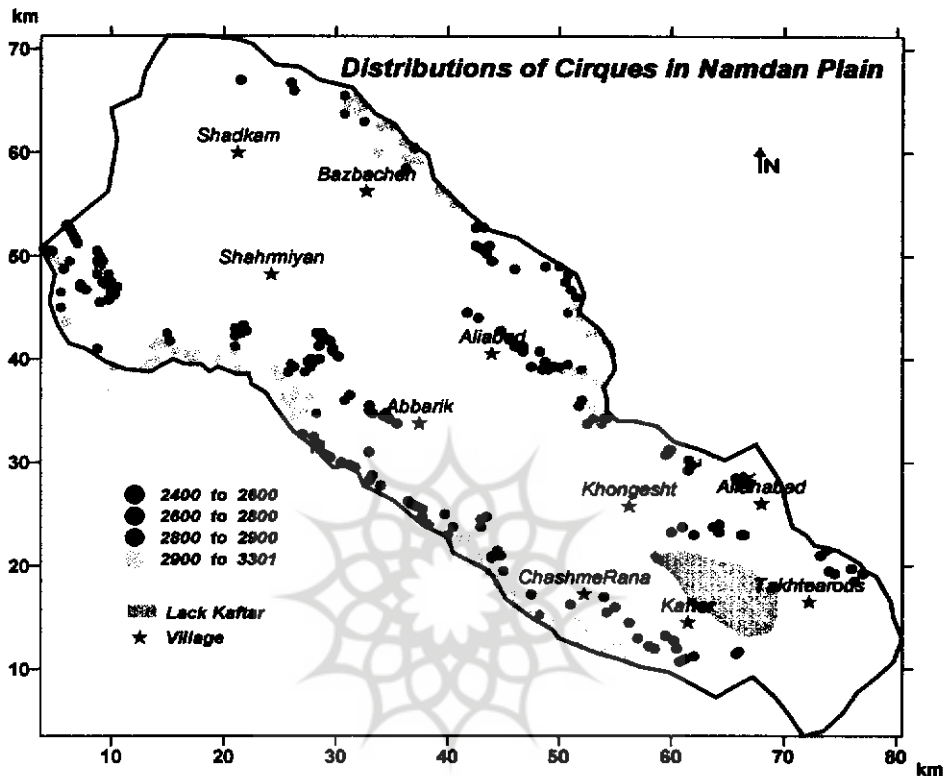 km
Distributions of Cirques in Namdan Plain
70
60
50
40
30
20
10
Shadkam
Bazbacheh
N
Shahrmiyan
Aliabad
Abbarik
Khongesht
Allahabad
ChashmeRana
Kaftar
Takhtearods
2400 to 2600
2600 to 2800
2800 to 2900
2900 to 3301
Lack Kaftar
Village
10 20 30 40 50 60 70 80
km